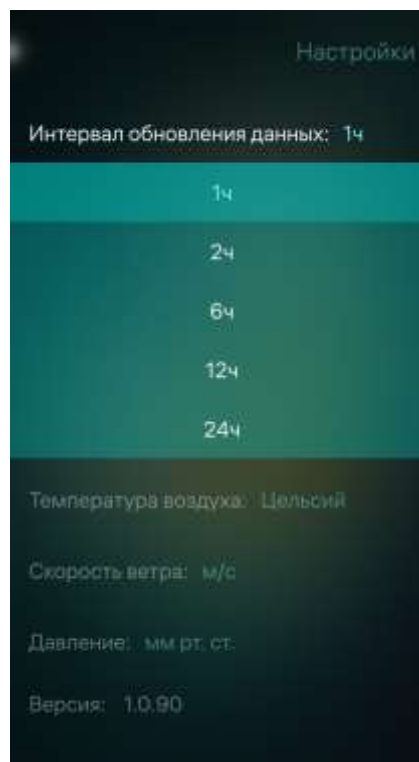 Настройки
Интервал обновления данных: 1ч
1ч
2ч
6ч
12ч
24ч
Температура воздуха: Цельсий
Скорость ветра: м/с
Давление: мм рт. ст.
Версия: 1.0.90